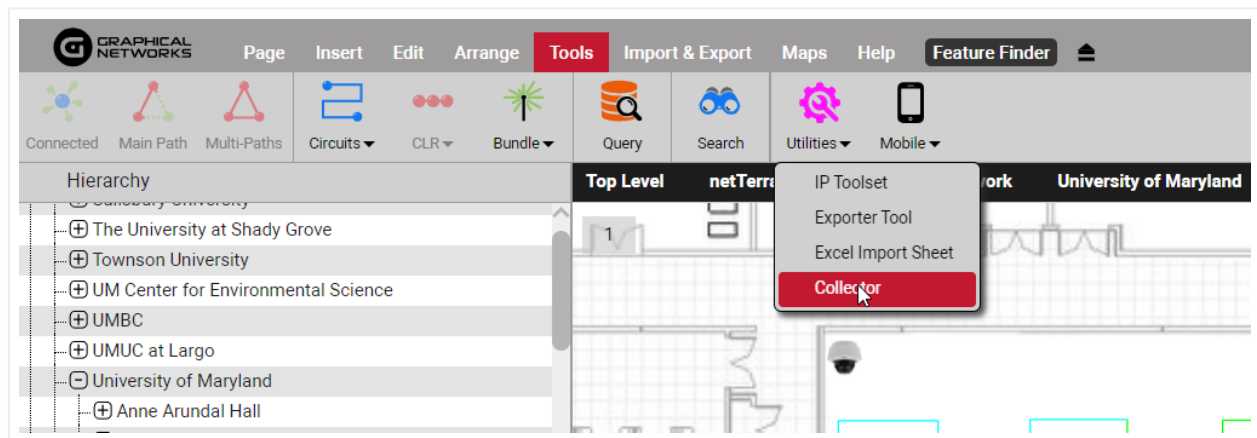 GRAPHICAL NETWORKS
Page Insert Edit Arrange Tools Import & Export Maps Help Feature Finder
Connected Main Path Multi-Paths Circuits CLR Bundle Query Search Utilities Mobile
Hierarchy
Top Level netTerra ork University of Maryland
IP Toolset
Exporter Tool
Excel Import Sheet
Collector
1
Salisbury University
The University at Shady Grove
Townson University
UM Center for Environmental Science
UMBC
UMUC at Largo
University of Maryland
Anne Arundal Hall